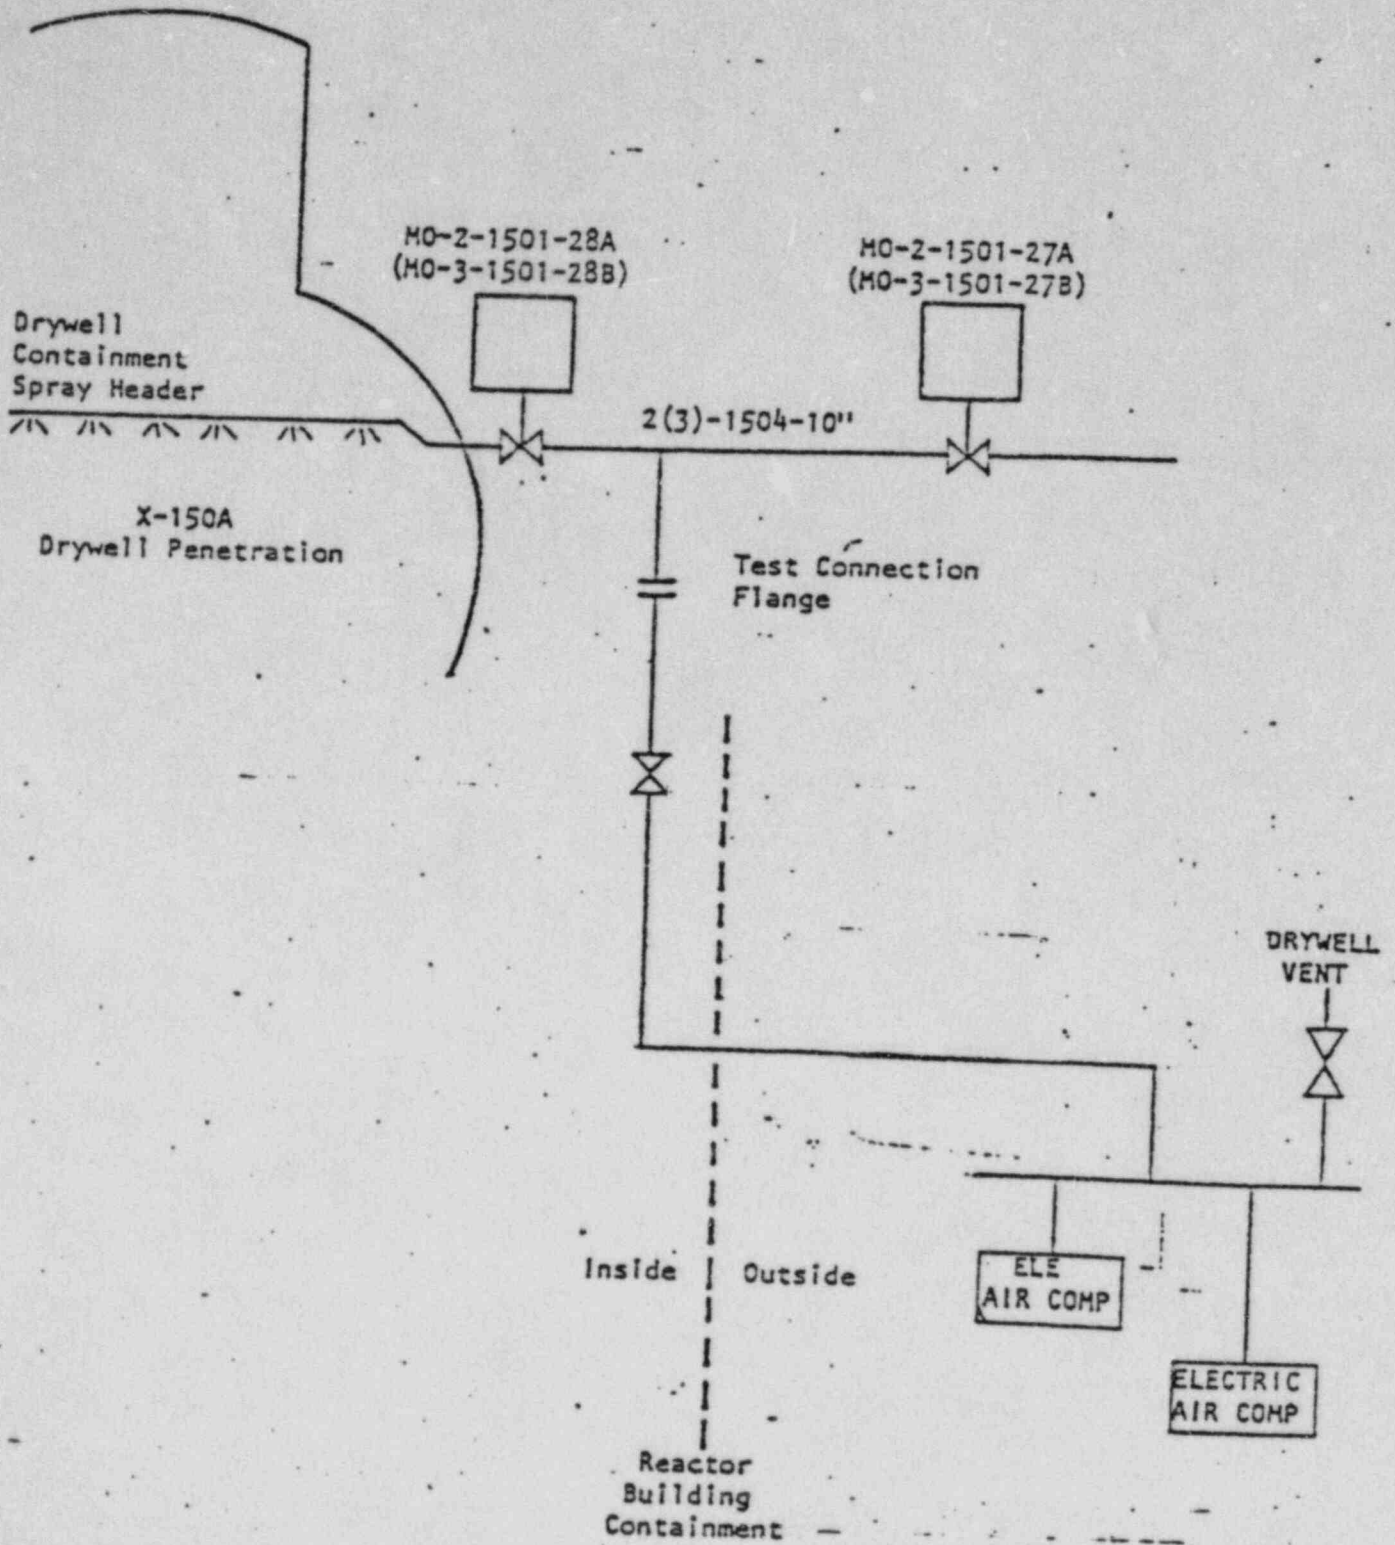 MO-2-1501-28A
(MO-3-1501-28B)
MO-2-1501-27A
(MO-3-1501-27B)
Drywell
Containment
Spray Header
2(3)-1504-10"
X-150A
Drywell Penetration
Test Connection
Flange
DRYWELL
VENT
Inside
Outside
ELE
AIR COMP
ELECTRIC
AIR COMP
Reactor
Building
Containment